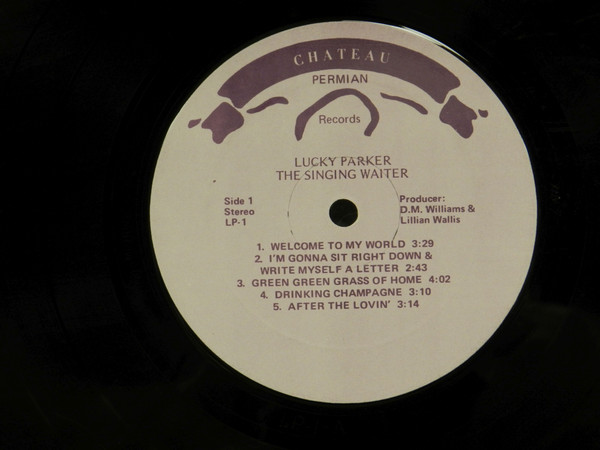 CHATEAU
PERMIAN
Records
LUCKY PARKER
THE SINGING WAITER
Side 1
Stereo
LP-1
Producer:
D.M. Williams &
Lillian Wallis
1. WELCOME TO MY WORLD 3:29
2. I'M GONNA SIT RIGHT DOWN &
WRITE MYSELF A LETTER 2:43
3. GREEN GREEN GRASS OF HOME 4:02
4. DRINKING CHAMPAGNE 3:10
5. AFTER THE LOVIN' 3:14